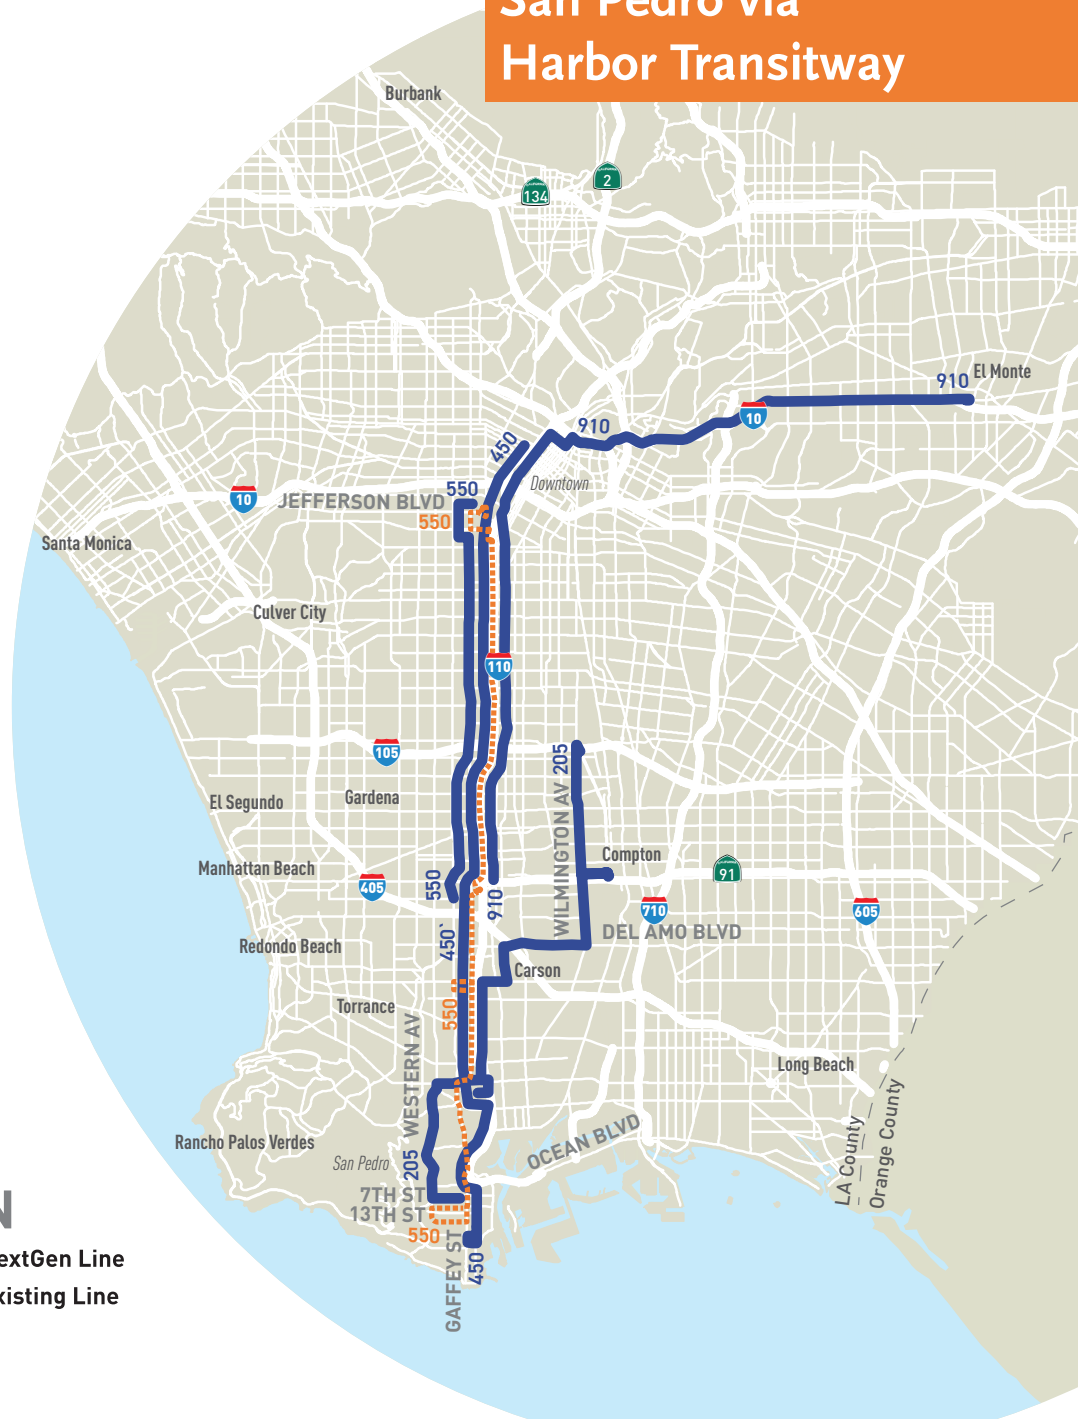 San Pedro via
Harbor Transitway
Burbank
134
2
El Monte
910
10
910
450
Downtown
550
JEFFERSON BLVD
10
550
Santa Monica
Culver City
110
105
205
WILMINGTON AV
El Segundo
Gardena
Compton
Manhattan Beach
405
550
91
910
710
605
DEL AMO BLVD
450`
Redondo Beach
Carson
Torrance
550
WESTERN AV
Long Beach
Rancho Palos Verdes
San Pedro
205
OCEAN BLVD
LA County
Orange County
7TH ST
13TH ST
550
GAFFEY ST
450
N
extGen Line
xisting Line